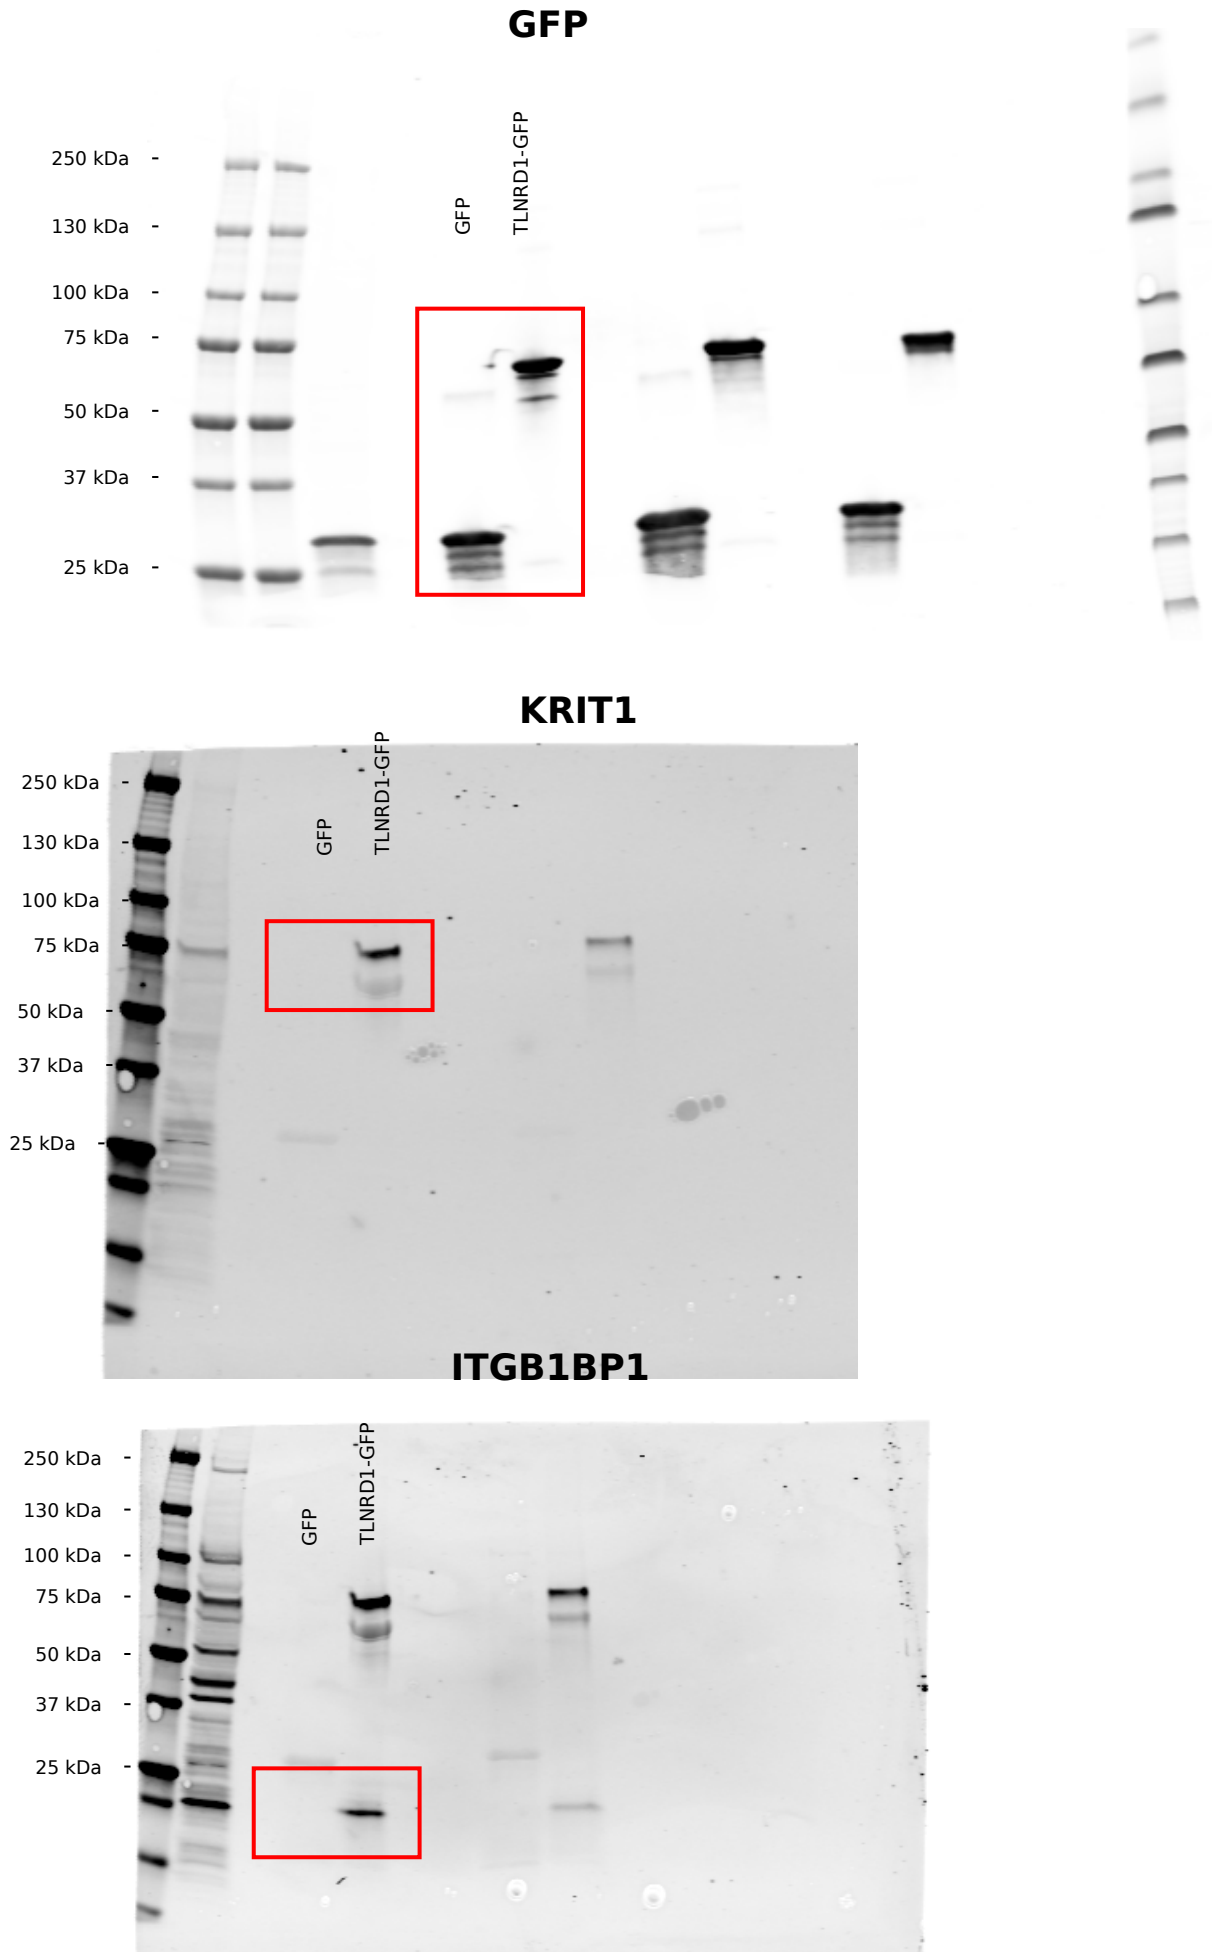 GFP
250 kDa -
130 kDa -
100 kDa -
75 kDa -
50 kDa -
37 kDa -
25 kDa -
GFP
TLNRD1-GFP
KRIT1
250 kDa -
130 kDa -
100 kDa -
75 kDa -
50 kDa -
37 kDa -
25 kDa -
GFP
TLNRD1-GFP
ITGB1BP1
250 kDa -
130 kDa -
100 kDa -
75 kDa -
50 kDa -
37 kDa -
25 kDa -
GFP
TLNRD1-GFP